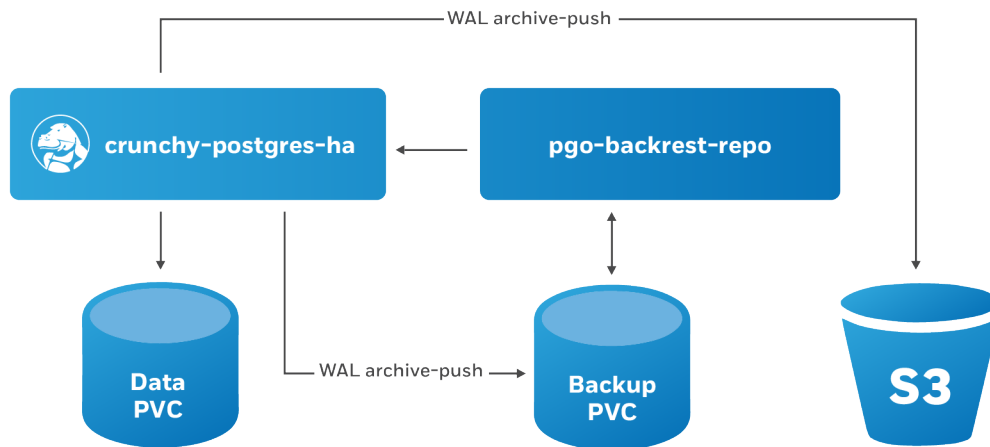 WAL archive-push
crunchy-postgres-ha
pgo-backrest-repo
WAL archive-push
Data
PVC
Backup
PVC
S3